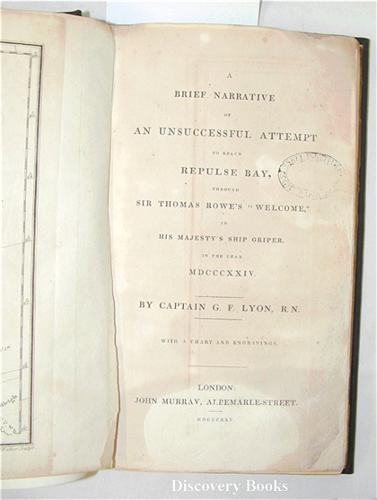 A
BRIEF NARRATIVE
OF
AN UNSUCCESSFUL ATTEMPT
TO REACH
REPULSE BAY,
THROUGH
SIR THOMAS ROWE'S "WELCOME,"
IN
HIS MAJESTY'S SHIP GRIPER,
IN THE YEAR
MDCCCXXIV.
BY CAPTAIN G. F. LYON, R.N.
WITH A CHART AND ENGRAVINGS.
LONDON:
JOHN MURRAY, ALBEMARLE-STREET.
MDCCCXXV.
Discovery Books